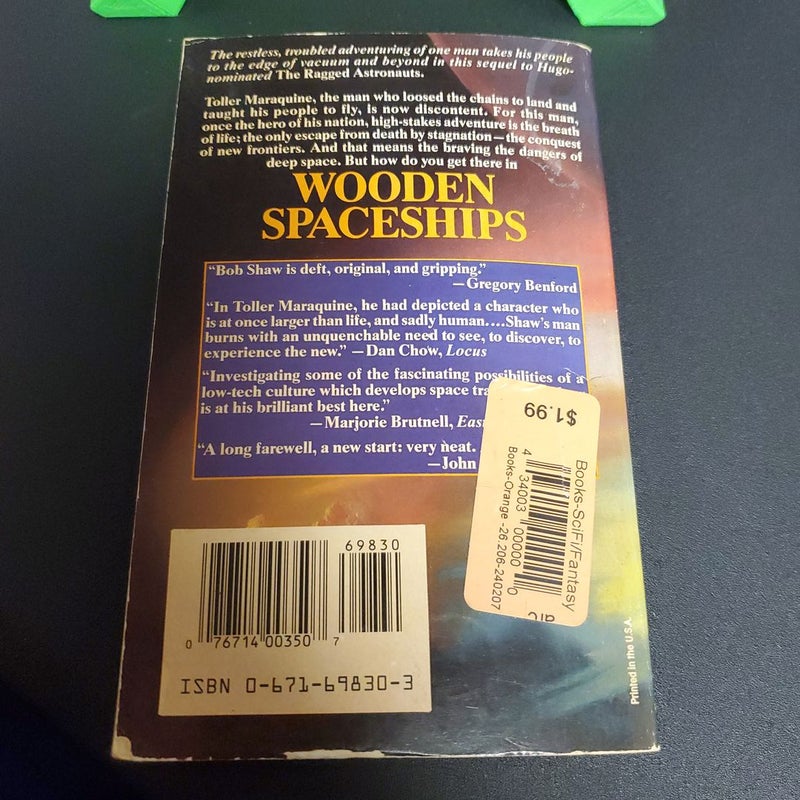 The restless, troubled adventuring of one man takes his people
to the edge of vacuum and beyond in this sequel to Hugo-
nominated The Ragged Astronauts.
Toller Maraquine, the man who loosed the chains to land and
taught his people to fly, is now discontent. For this man,
once the hero of his nation, high-stakes adventure is the breath
of life; the only escape from death by stagnation—the conquest
of new frontiers. And that means the braving the dangers of
deep space. But how do you get there in
WOODEN
SPACESHIPS
“Bob Shaw is deft, original, and gripping.”
—Gregory Benford
“In Toller Maraquine, he had depicted a character who
is at once larger than life, and sadly human....Shaw's man
burns with an unquenchable need to see, to discover, to
experience the new.” —Dan Chow, Locus
“Investigating some of the fascinating possibilities of a
low-tech culture which develops space
is at his brilliant best here.”
—Marjorie Brutnell,
“A long farewell, a new start: very neat.
—John
$1.99
Books-SciFi/Fantasy
4 34003 00000 0
Books-Orange -26.206-240207
arc
69830
0 76714 00350 7
ISBN 0-671-69830-3
Printed in the U.S.A.